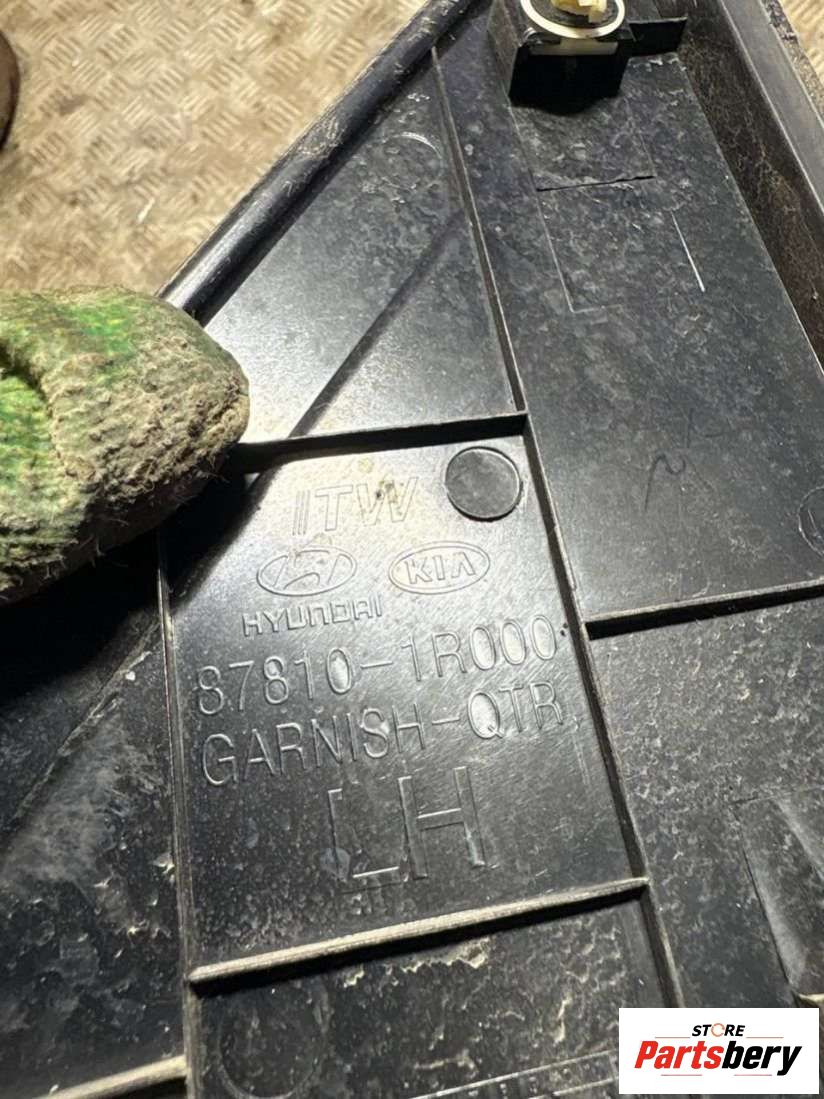 ITW
HYUNDAI KIA
87810-1R000
GARNISH-QTR
LH
STORE
Partsbery